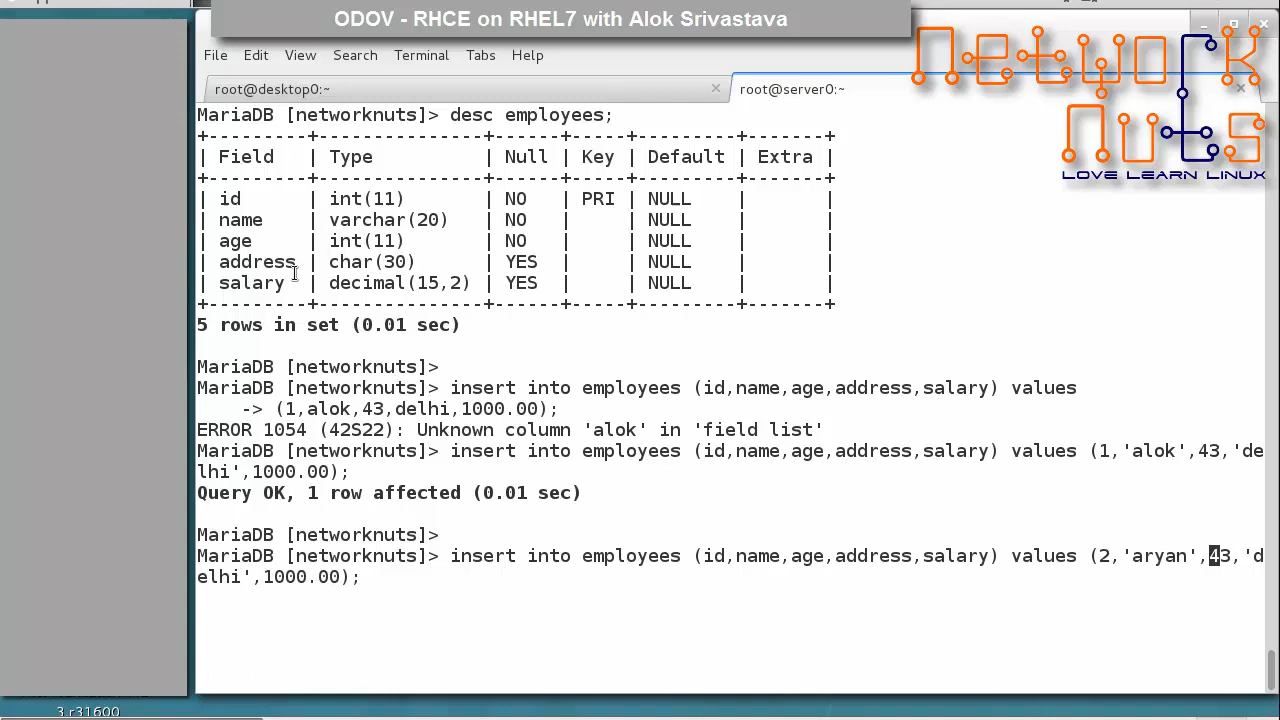 ODOV - RHCE on RHEL7 with Alok Srivastava
File Edit View Search Terminal Tabs Help
root@desktop0:~ × root@server0:~ ×
network
nuts
LOVE LEARN LINUX
MariaDB [networknuts]> desc employees;
+---------+---------------+------+-----+---------+-------+
| Field   | Type          | Null | Key | Default | Extra |
+---------+---------------+------+-----+---------+-------+
| id      | int(11)       | NO   | PRI | NULL    |       |
| name    | varchar(20)   | NO   |     | NULL    |       |
| age     | int(11)       | NO   |     | NULL    |       |
| address | char(30)      | YES  |     | NULL    |       |
| salary  | decimal(15,2) | YES  |     | NULL    |       |
+---------+---------------+------+-----+---------+-------+
5 rows in set (0.01 sec)
MariaDB [networknuts]>
MariaDB [networknuts]> insert into employees (id,name,age,address,salary) values
    -> (1,alok,43,delhi,1000.00);
ERROR 1054 (42S22): Unknown column 'alok' in 'field list'
MariaDB [networknuts]> insert into employees (id,name,age,address,salary) values (1,'alok',43,'de
lhi',1000.00);
Query OK, 1 row affected (0.01 sec)
MariaDB [networknuts]>
MariaDB [networknuts]> insert into employees (id,name,age,address,salary) values (2,'aryan',43,'d
elhi',1000.00);
3 r31600